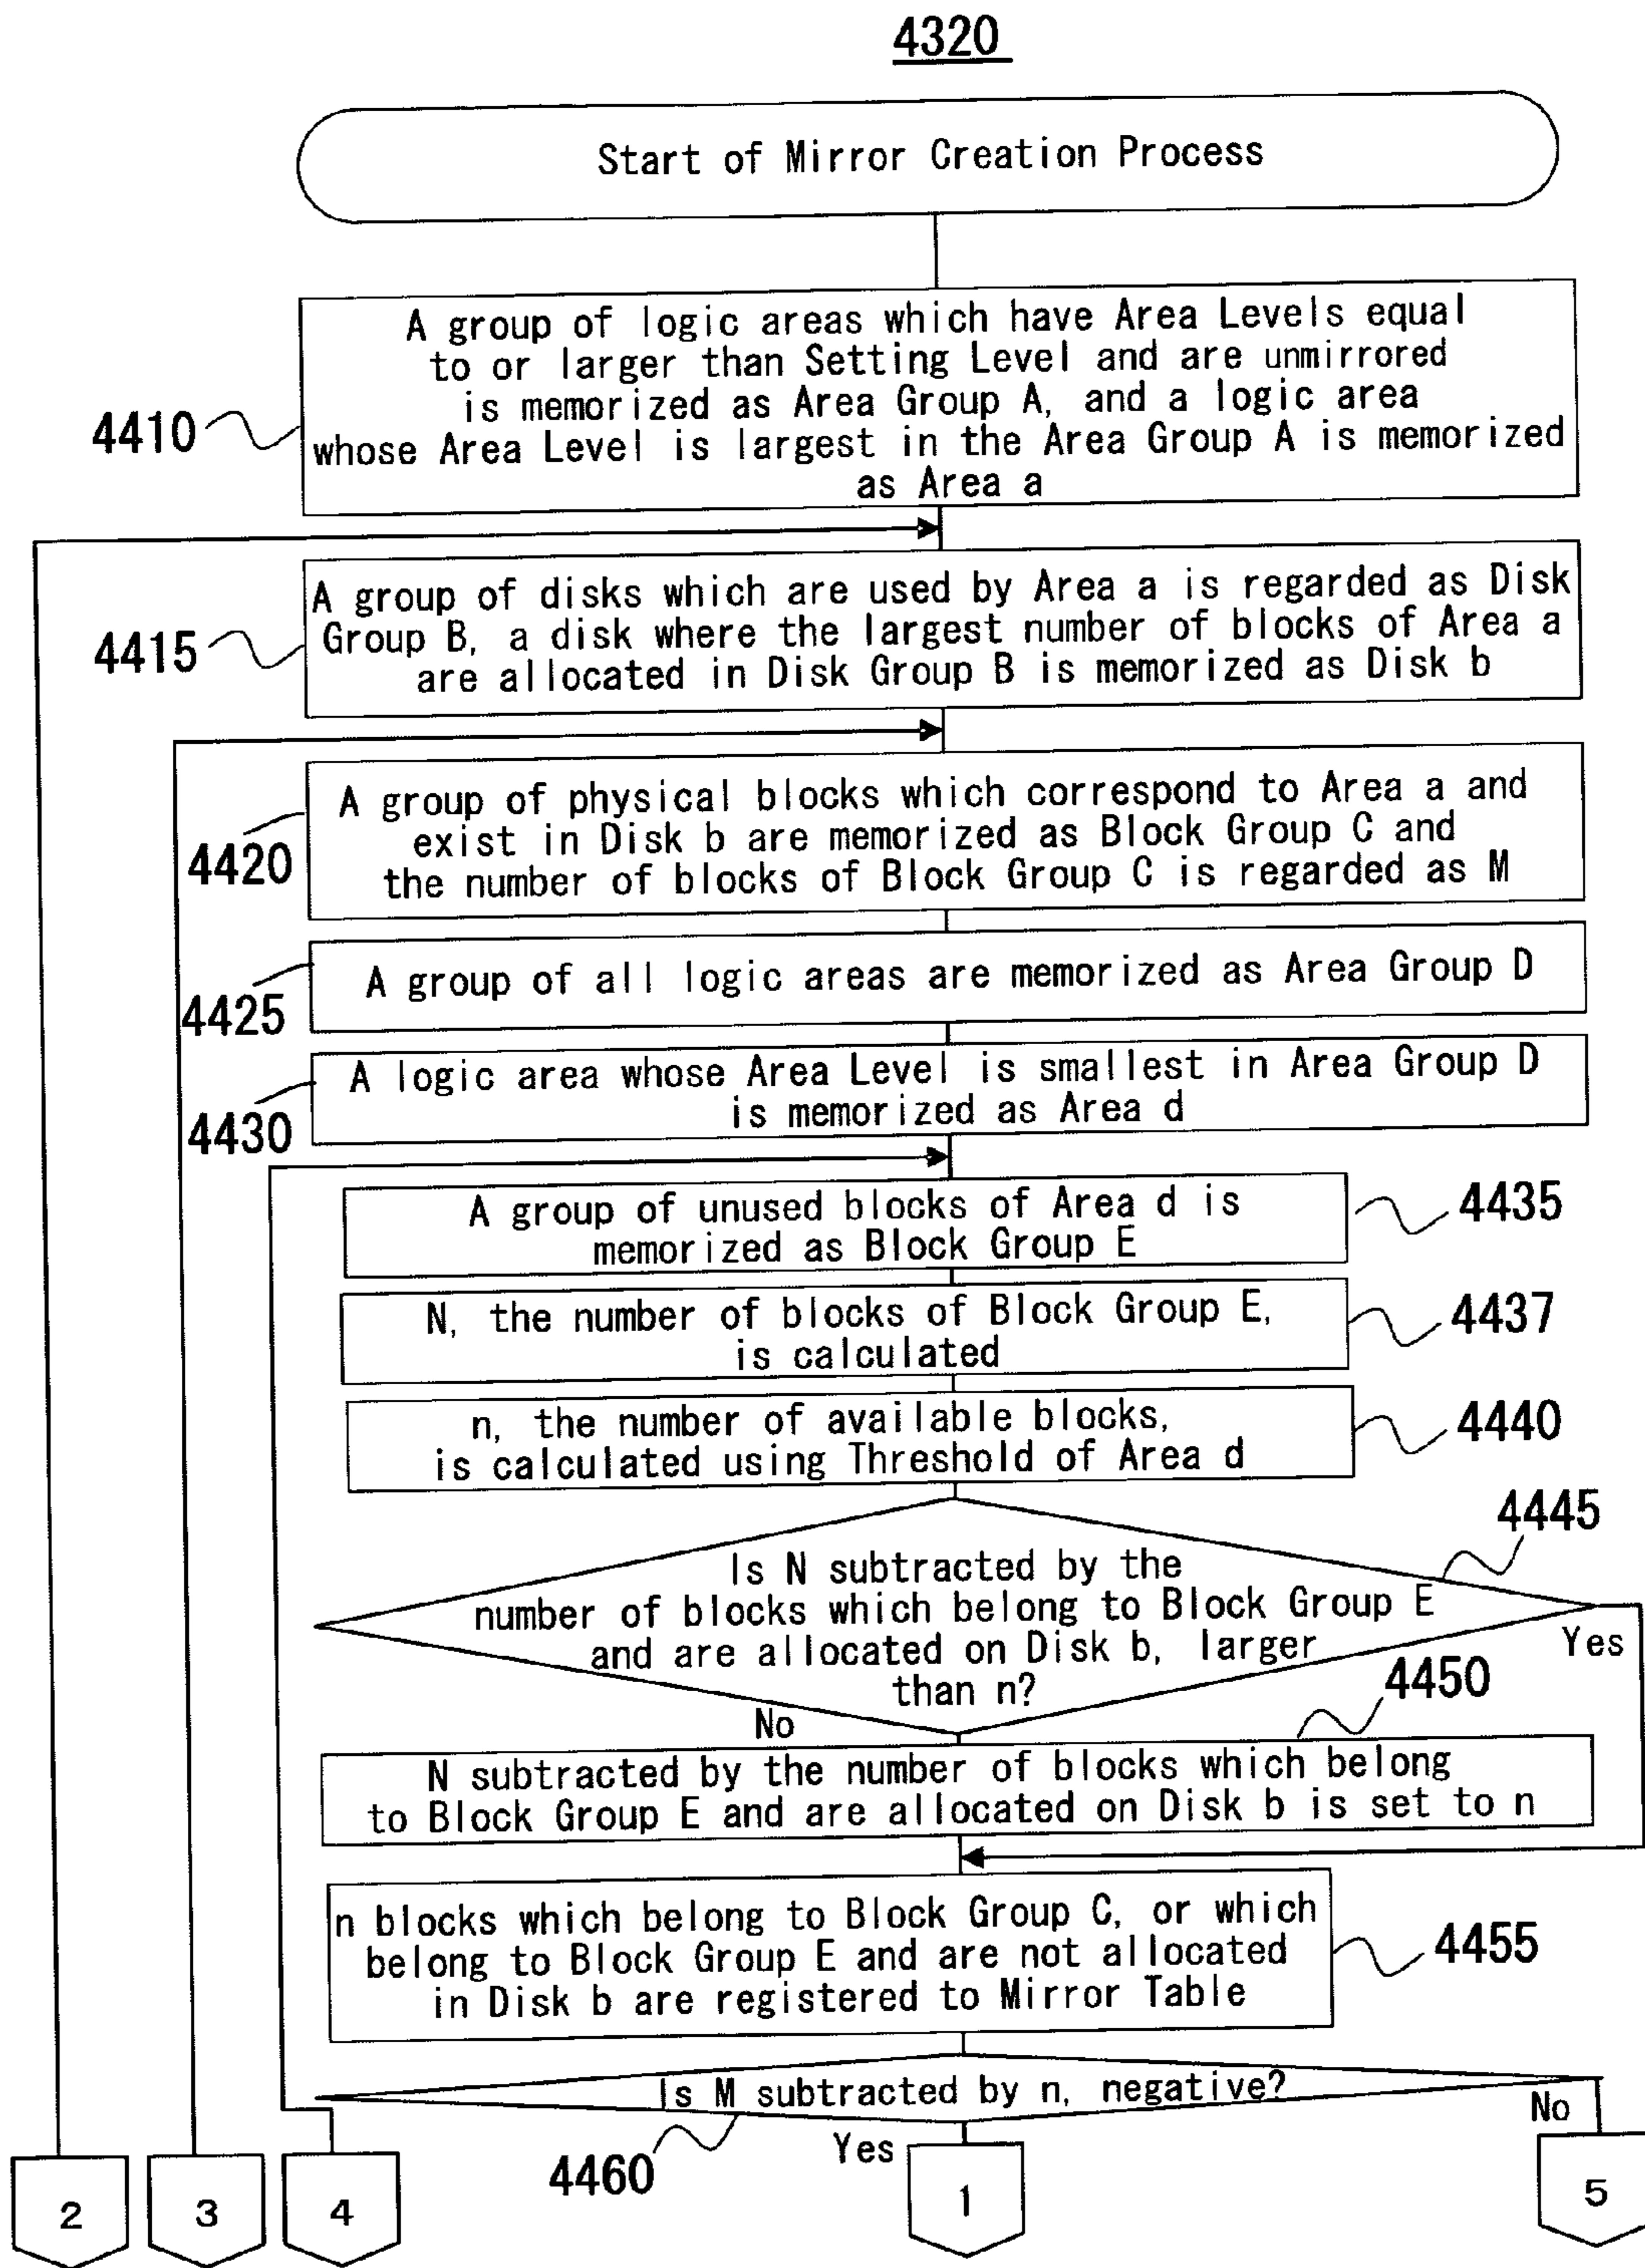 4320
Start of Mirror Creation Process
A group of logic areas which have Area Levels equal
to or larger than Setting Level and are unmirrored
is memorized as Area Group A, and a logic area
whose Area Level is largest in the Area Group A is memorized
as Area a
4410
A group of disks which are used by Area a is regarded as Disk
Group B, a disk where the largest number of blocks of Area a
are allocated in Disk Group B is memorized as Disk b
4415
A group of physical blocks which correspond to Area a and
exist in Disk b are memorized as Block Group C and
the number of blocks of Block Group C is regarded as M
4420
A group of all logic areas are memorized as Area Group D
4425
A logic area whose Area Level is smallest in Area Group D
is memorized as Area d
4430
A group of unused blocks of Area d is
memorized as Block Group E
4435
N, the number of blocks of Block Group E,
is calculated
4437
n, the number of available blocks,
is calculated using Threshold of Area d
4440
4445
Is N subtracted by the
number of blocks which belong to Block Group E
and are allocated on Disk b, larger
than n?
Yes
No
4450
N subtracted by the number of blocks which belong
to Block Group E and are allocated on Disk b is set to n
n blocks which belong to Block Group C, or which
belong to Block Group E and are not allocated
in Disk b are registered to Mirror Table
4455
Is M subtracted by n, negative?
No
Yes
4460
2
3
4
1
5